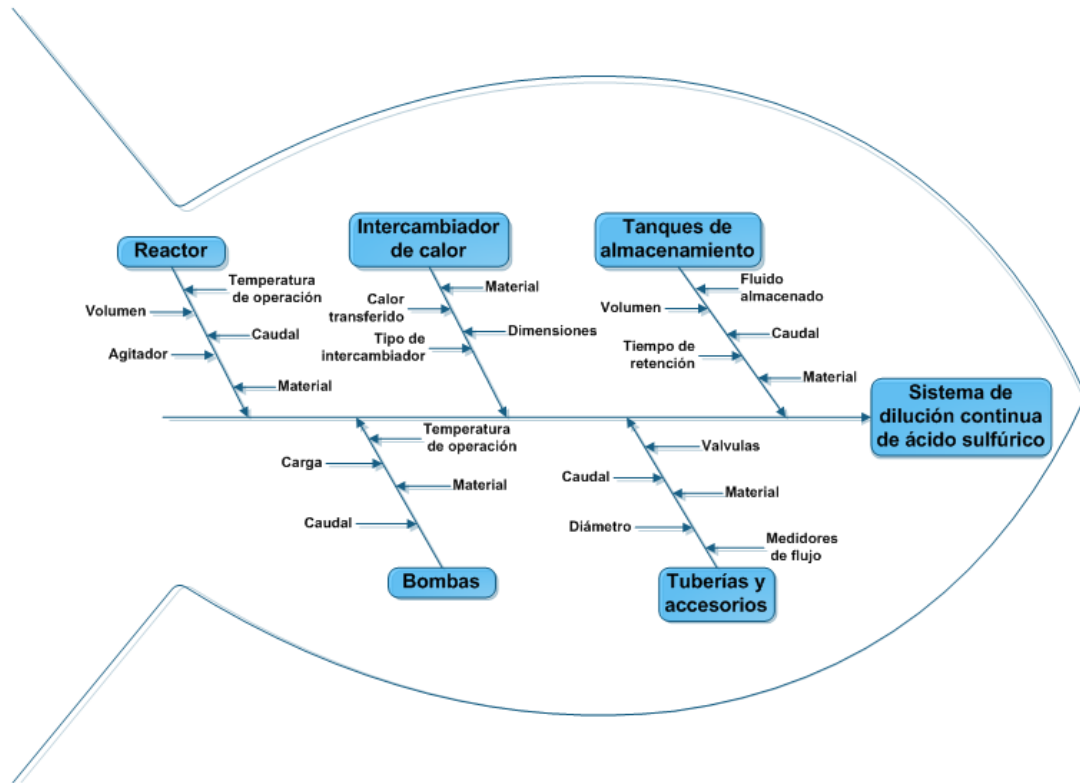 Reactor
Temperatura
de operación
Volumen
Caudal
Agitador
Material
Intercambiador
de calor
Material
Calor
transferido
Dimensiones
Tipo de
intercambiador
Tanques de
almacenamiento
Fluido
almacenado
Volumen
Caudal
Tiempo de
retención
Material
Sistema de
dilución continua
de ácido sulfúrico
Temperatura
de operación
Carga
Material
Caudal
Bombas
Valvulas
Caudal
Material
Diámetro
Medidores
de flujo
Tuberías y
accesorios